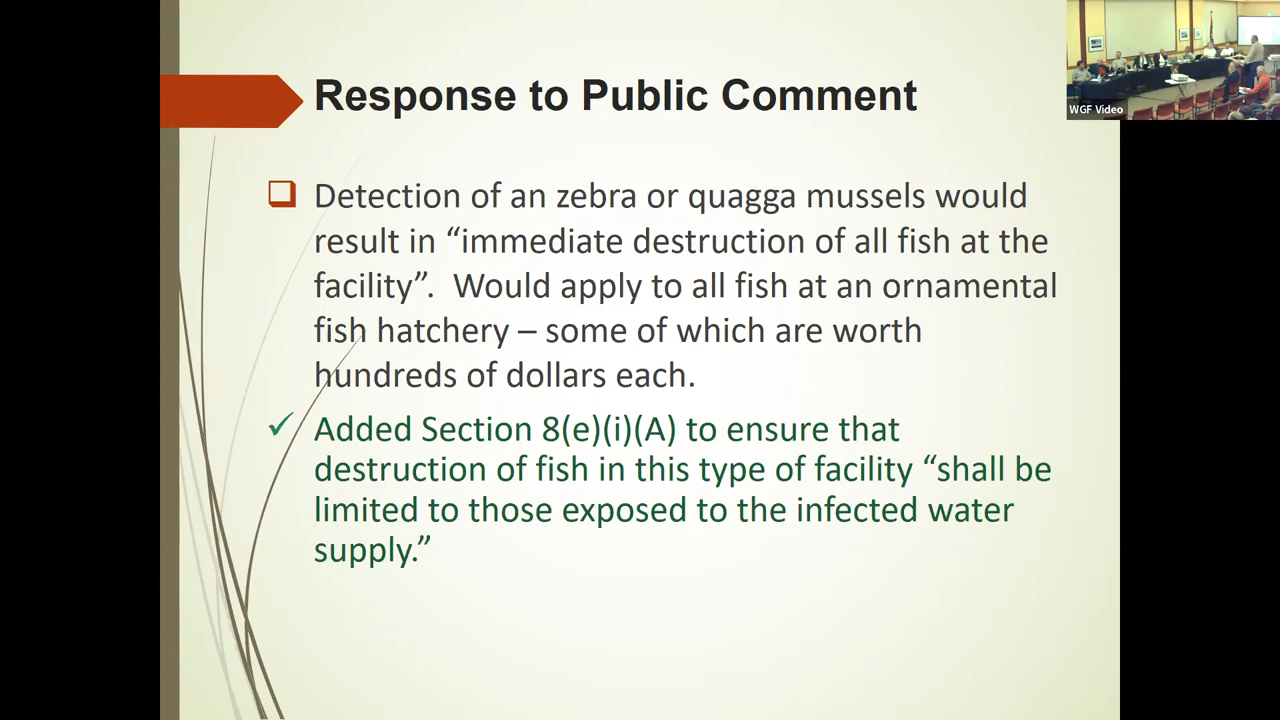 Response to Public Comment
Detection of an zebra or quagga mussels would
result in “immediate destruction of all fish at the
facility”.  Would apply to all fish at an ornamental
fish hatchery – some of which are worth
hundreds of dollars each.
Added Section 8(e)(i)(A) to ensure that
destruction of fish in this type of facility “shall be
limited to those exposed to the infected water
supply.”
WGF Video